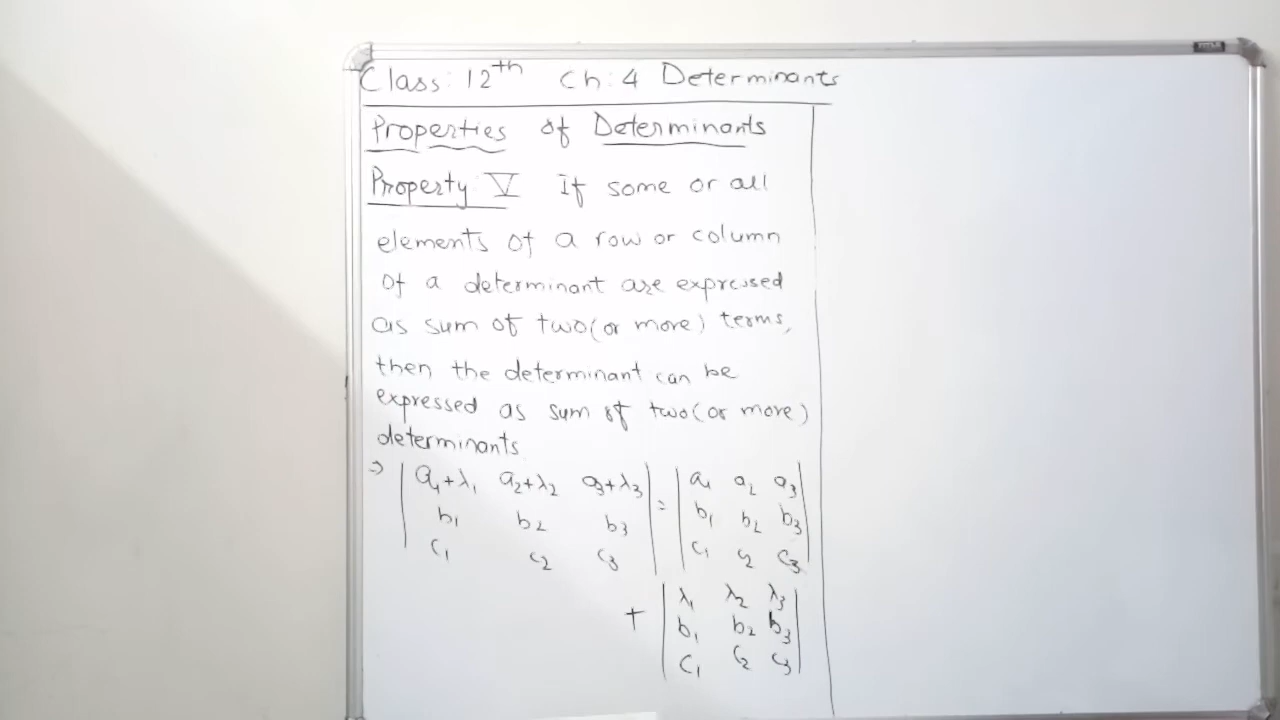 Class: 12th Ch: 4 Determinants
Properties of Determinants
Property: V If some or all
elements of a row or column
of a determinant are expressed
as sum of two (or more) terms,
then the determinant can be
expressed as sum of two (or more)
determinants
⇒ | a₁+λ₁ a₂+λ₂ a₃+λ₃ | = | a₁ a₂ a₃ |
| b₁ b₂ b₃ | | b₁ b₂ b₃ |
| c₁ c₂ c₃ | | c₁ c₂ c₃ |
+ | λ₁ λ₂ λ₃ |
| b₁ b₂ b₃ |
| c₁ c₂ c₃ |